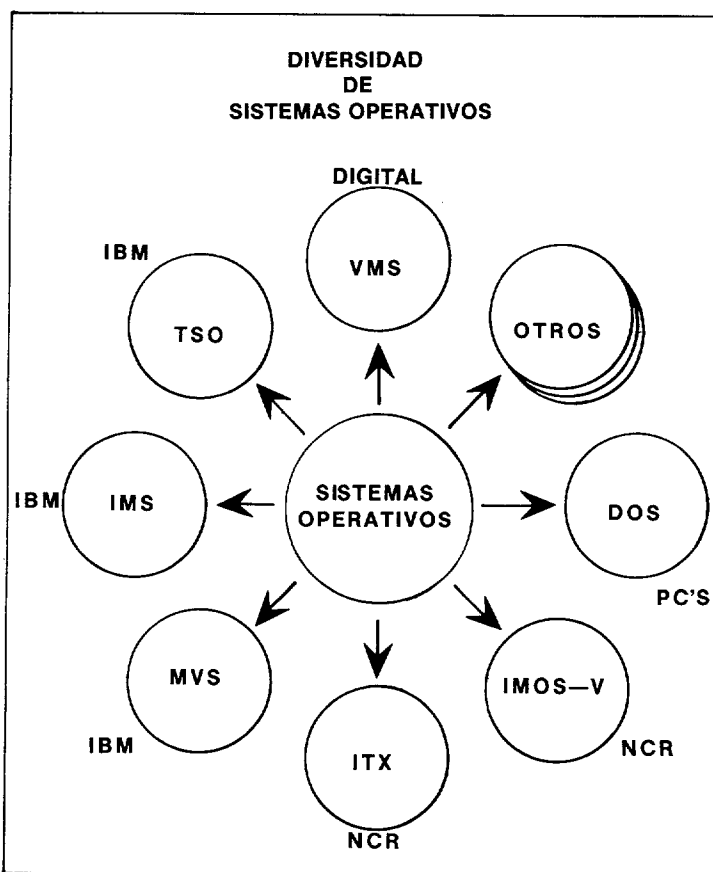 DIVERSIDAD
DE
SISTEMAS OPERATIVOS
DIGITAL
VMS
IBM
TSO
OTROS
IBM
IMS
SISTEMAS
OPERATIVOS
DOS
PC'S
MVS
IBM
IMOS—V
NCR
ITX
NCR